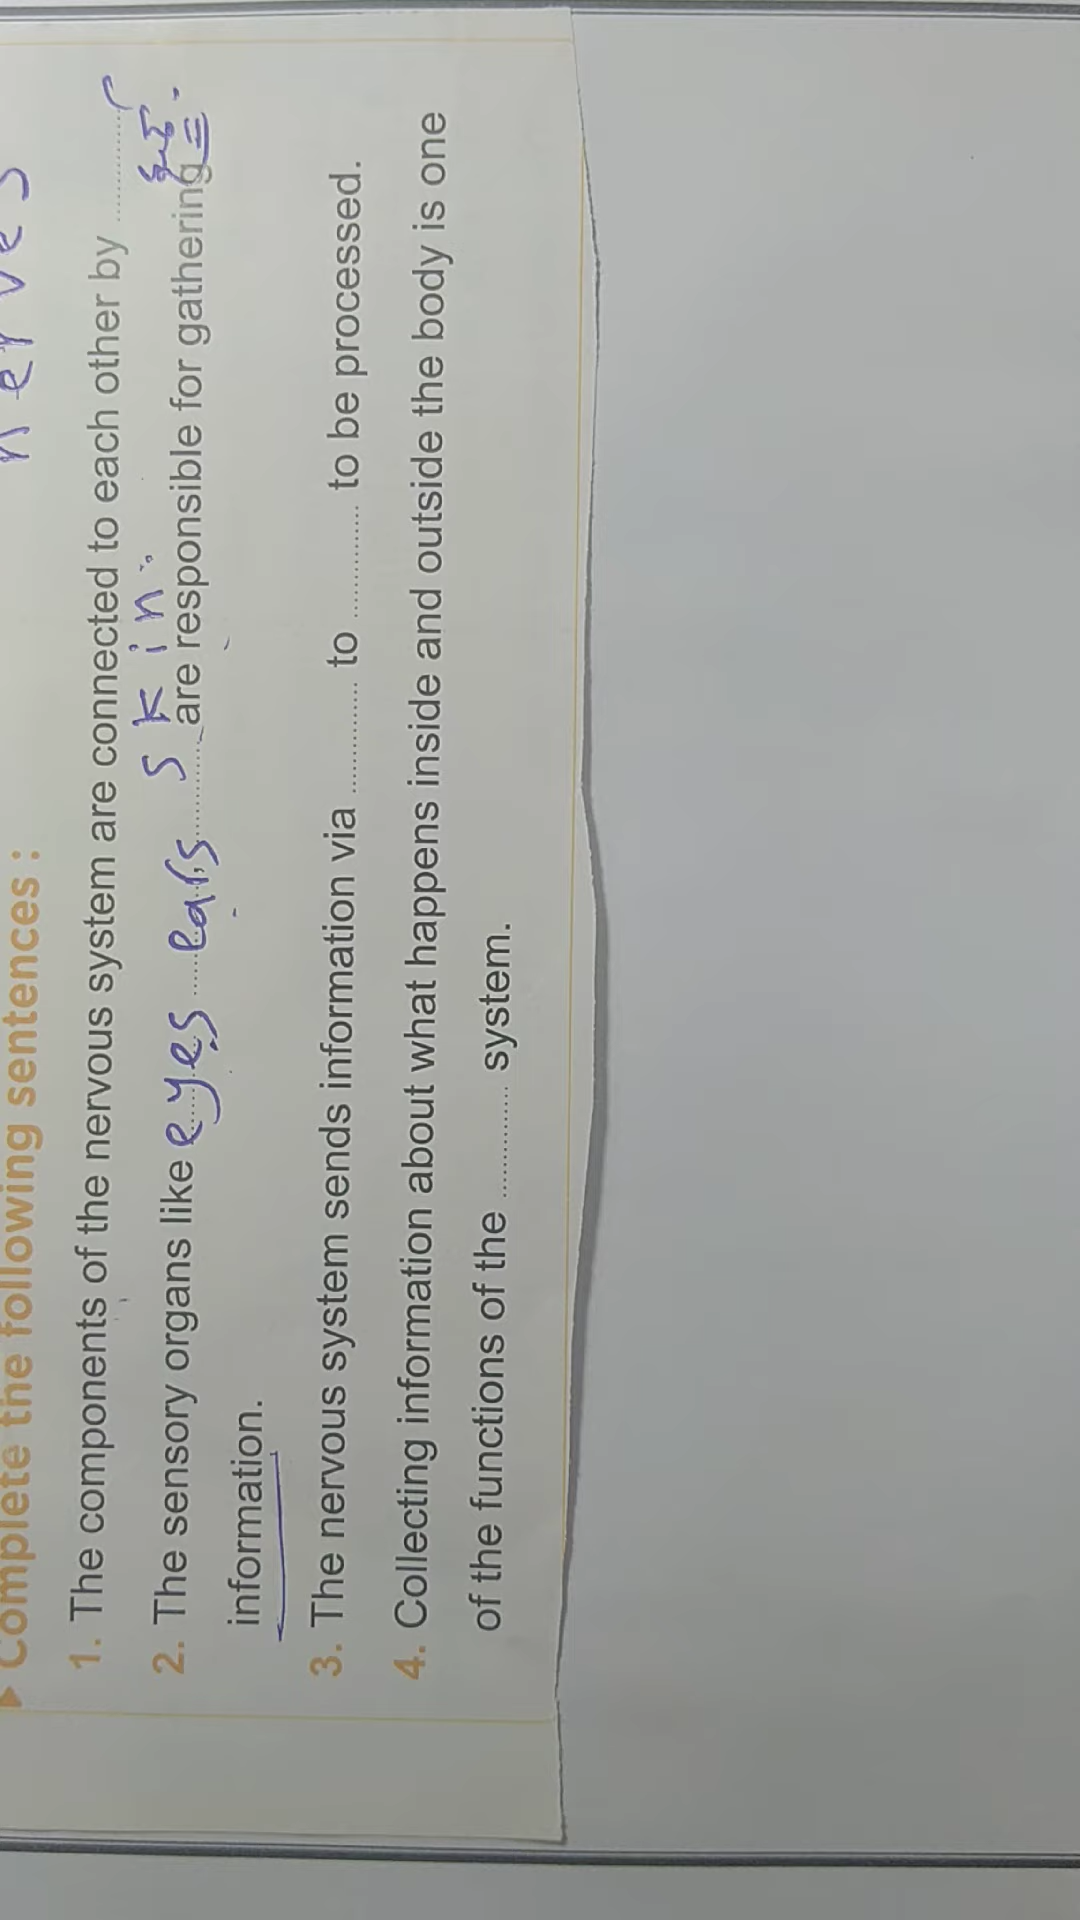 nerves
▶ Complete the following sentences :
1. The components of the nervous system are connected to each other by ............
skin.
2. The sensory organs like eyes ears are responsible for gathering
information.
3. The nervous system sends information via ............ to ............ to be processed.
4. Collecting information about what happens inside and outside the body is one
of the functions of the ............ system.